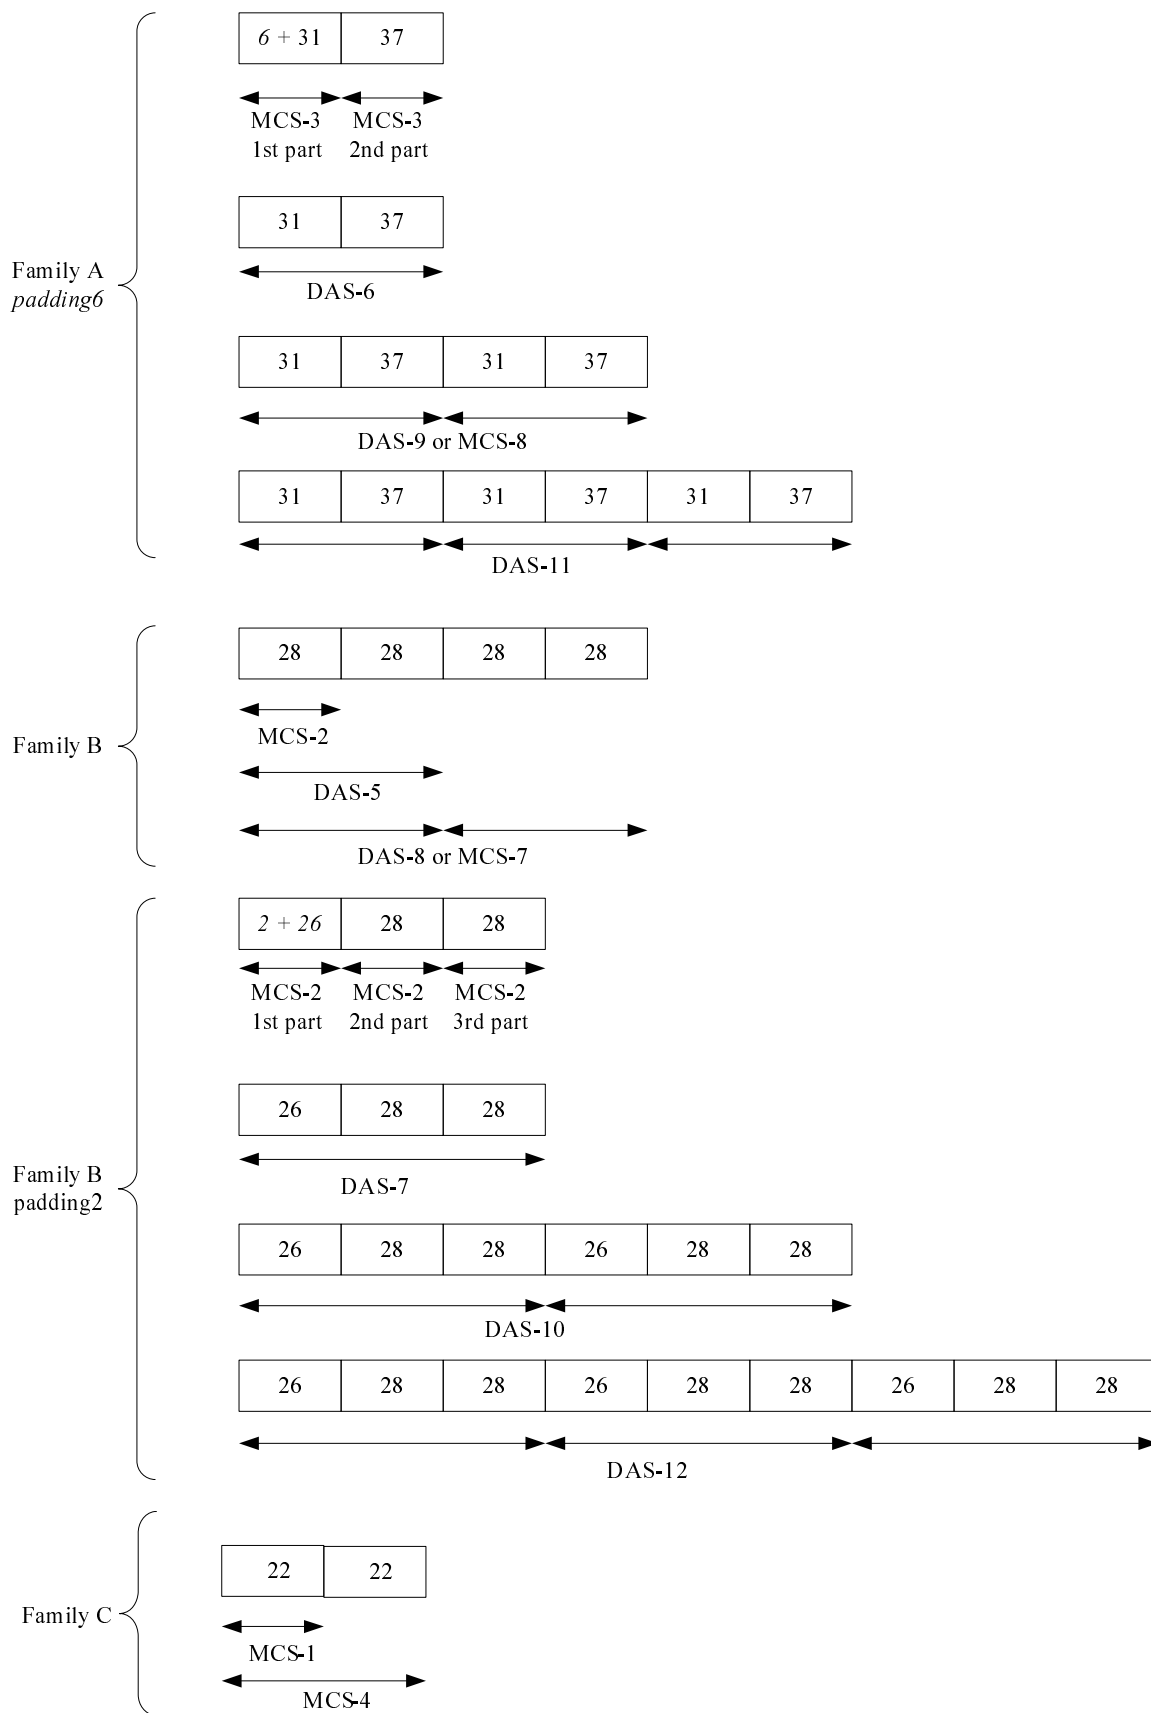 6 + 31 37
MCS-3 MCS-3
1st part 2nd part
31 37
DAS-6
Family A
padding6
31 37 31 37
DAS-9 or MCS-8
31 37 31 37 31 37
DAS-11
28 28 28 28
MCS-2
Family B
DAS-5
DAS-8 or MCS-7
2 + 26 28 28
MCS-2 MCS-2 MCS-2
1st part 2nd part 3rd part
26 28 28
Family B
padding2
DAS-7
26 28 28 26 28 28
DAS-10
26 28 28 26 28 28 26 28 28
DAS-12
22 22
Family C
MCS-1
MCS-4